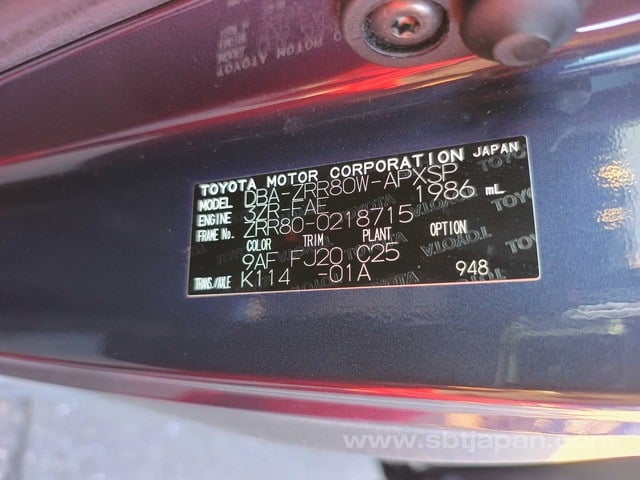 TOYOTA MOTOR CORPORATION JAPAN
MODEL DBA-ZRR80W-APXSP
ENGINE 3ZR-FAE 1986 mL
FRAME No. ZRR80-0218715
COLOR TRIM PLANT OPTION
9AF FJ20 C25
TRANS./AXLE K114 -01A 948
www.sbtjapan.com